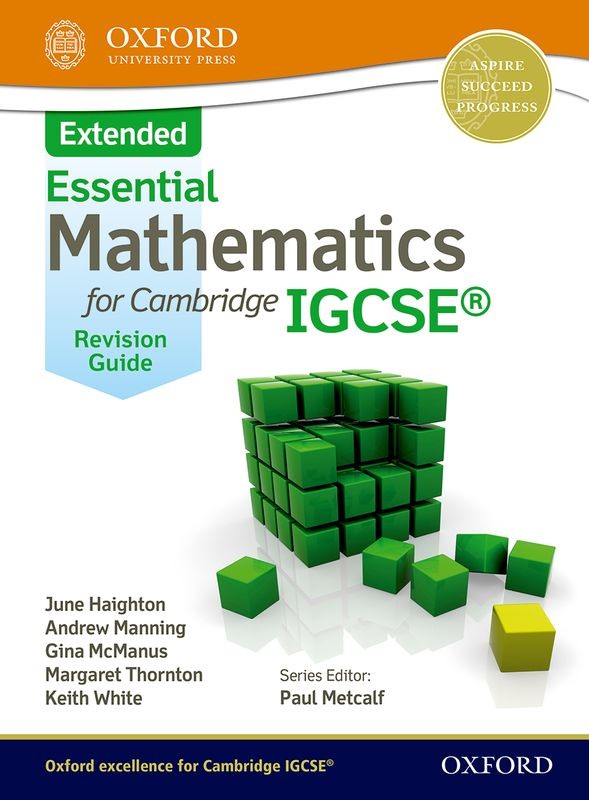 OXFORD
UNIVERSITY PRESS
ASPIRE
SUCCEED
PROGRESS
Extended
Essential
Mathematics
for Cambridge IGCSE®
Revision
Guide
June Haighton
Andrew Manning
Gina McManus
Margaret Thornton
Keith White
Series Editor:
Paul Metcalf
Oxford excellence for Cambridge IGCSE®
OXFORD